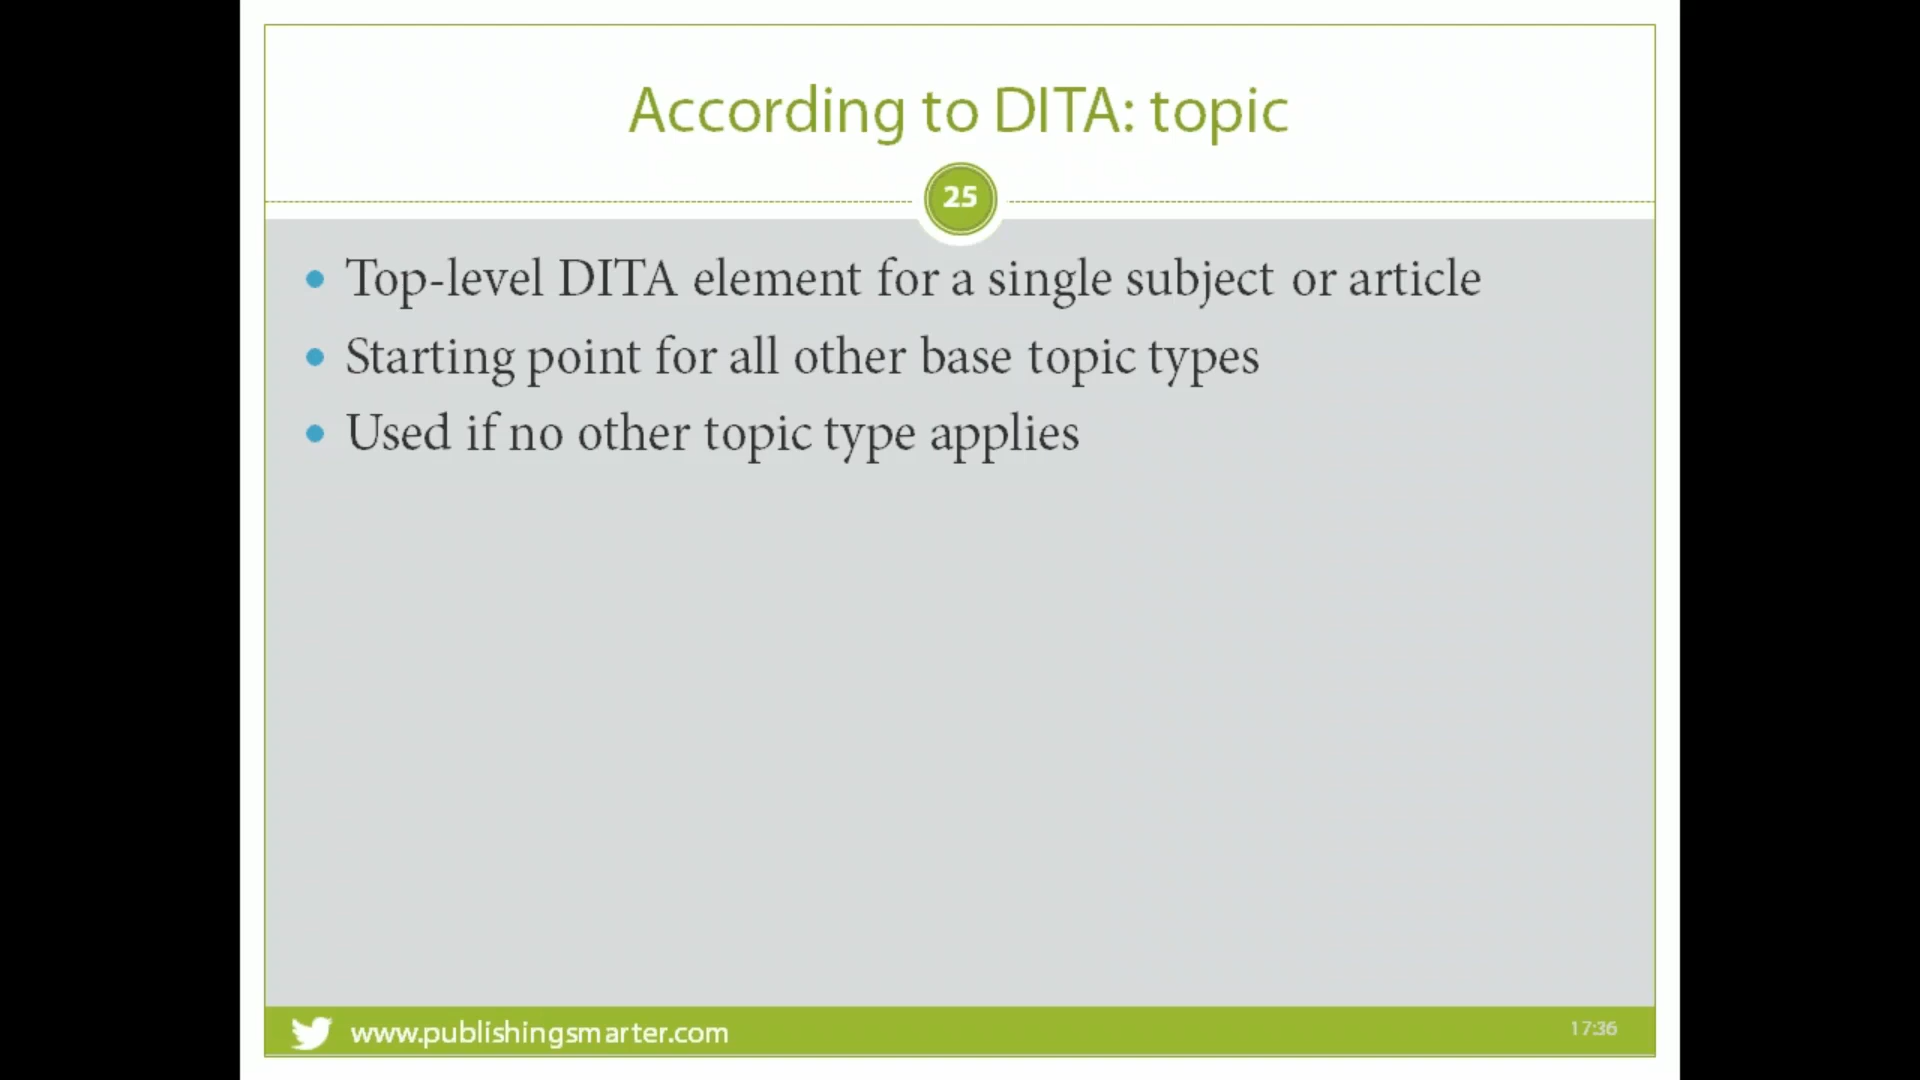 According to DITA: topic
25
Top-level DITA element for a single subject or article
Starting point for all other base topic types
Used if no other topic type applies
www.publishingsmarter.com
17:36